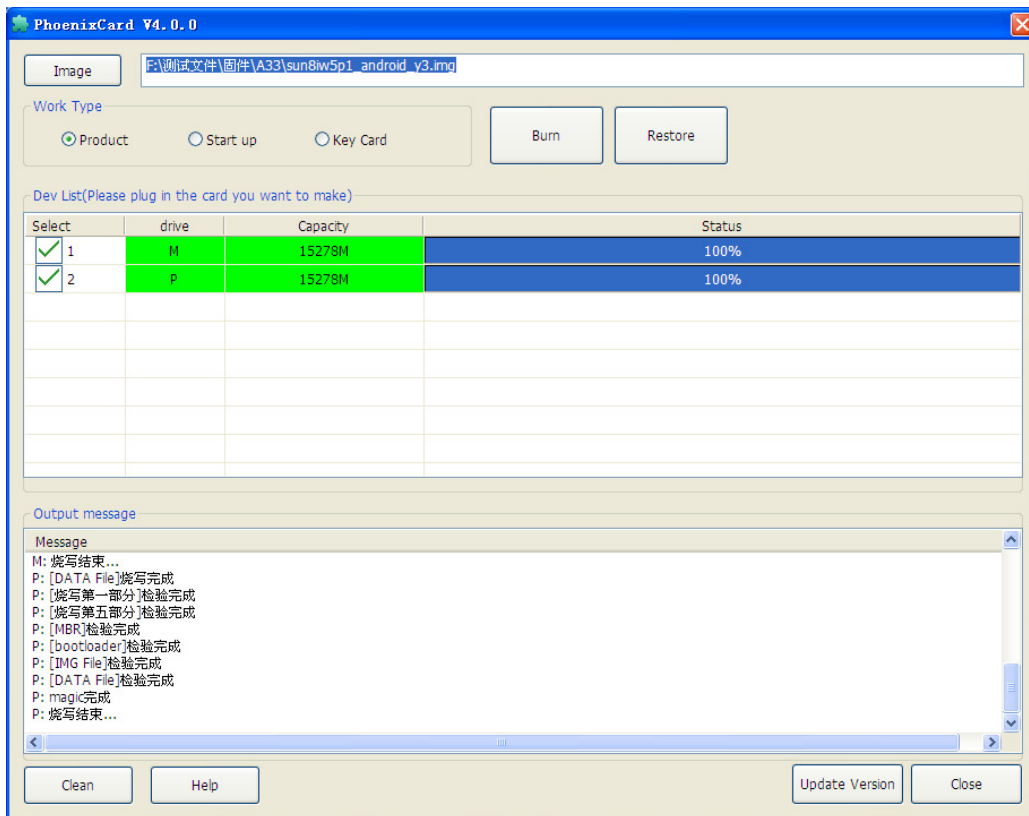 PhoenixCard V4.0.0
Image
F:\测试文件\固件\A33\sun8iw5p1_android_y3.img
Work Type
Product Start up Key Card
Burn Restore
Dev List(Please plug in the card you want to make)
Select drive Capacity Status
1 M 15278M 100%
2 P 15278M 100%
Output message
Message
M: 烧写结束...
P: [DATA File]烧写完成
P: [烧写第一部分]检验完成
P: [烧写第五部分]检验完成
P: [MBR]检验完成
P: [bootloader]检验完成
P: [IMG File]检验完成
P: [DATA File]检验完成
P: magic完成
P: 烧写结束...
Clean Help Update Version Close